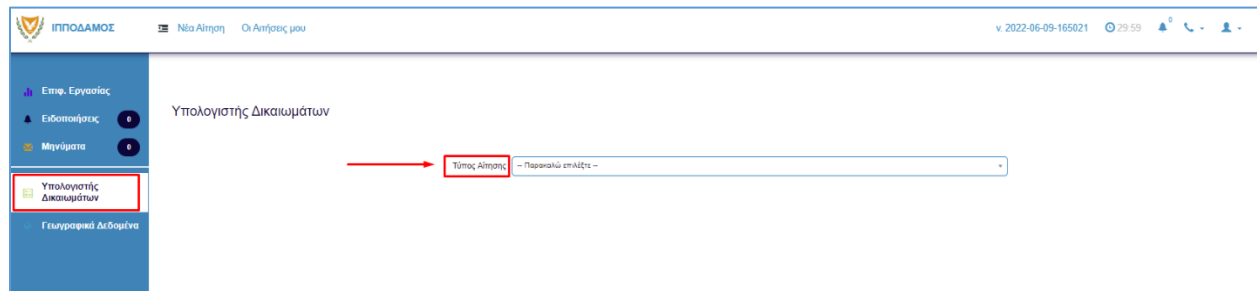 ΙΠΠΟΔΑΜΟΣ Νέα Αίτηση Οι Αιτήσεις μου v. 2022-06-09-165021 29:59 0
Επιφ. Εργασίας
Ειδοποιήσεις 0
Μηνύματα 0
Υπολογιστής
Δικαιωμάτων
Γεωγραφικά Δεδομένα
Υπολογιστής Δικαιωμάτων
Τύπος Αίτησης -- Παρακαλώ επιλέξτε --